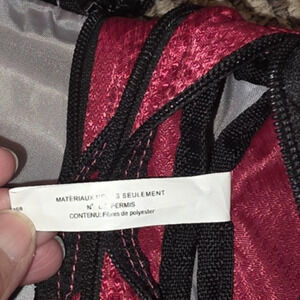 MATERIAUX SEULEMENT
N° PERMIS
CONTENU: Fibres de polyester